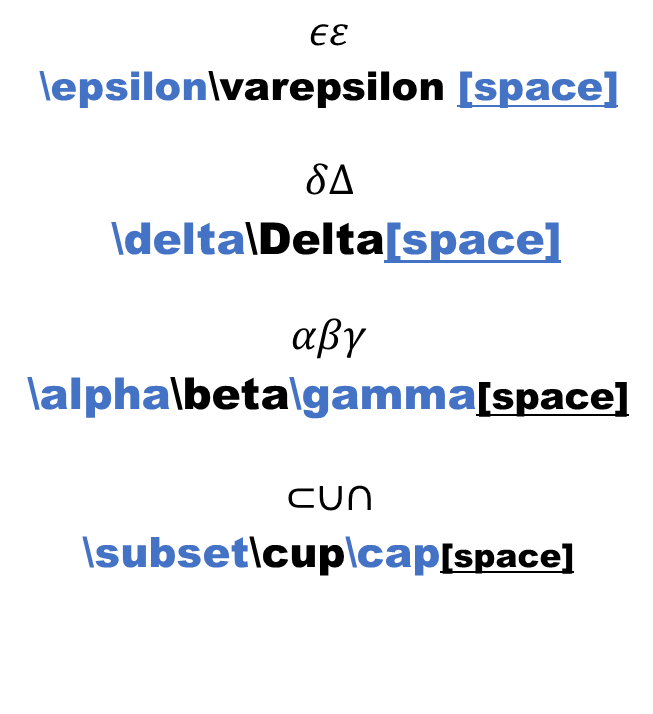 𝜖𝜀
\epsilon\varepsilon [space]
𝛿Δ
\delta\Delta[space]
𝛼𝛽𝛾
\alpha\beta\gamma[space]
⊂∪∩
\subset\cup\cap[space]